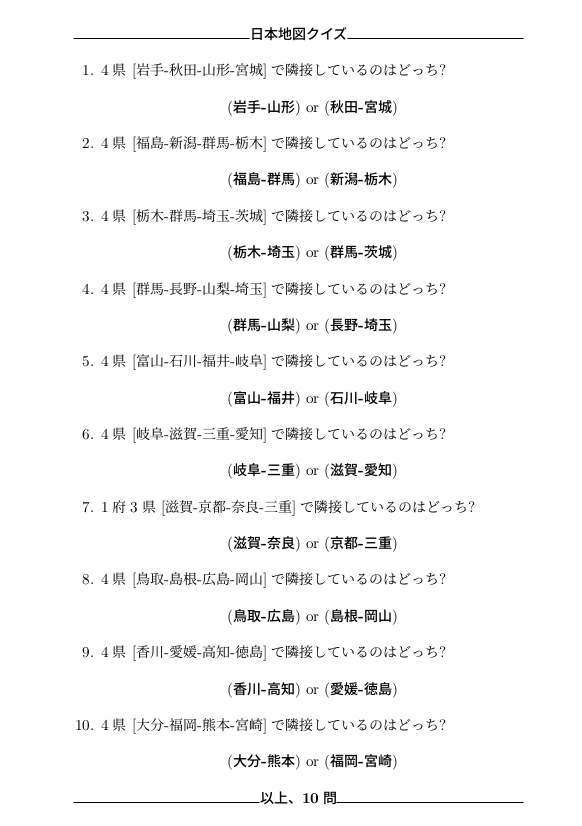 日本地図クイズ
1. 4 県 [岩手-秋田-山形-宮城] で隣接しているのはどっち?
(岩手-山形) or (秋田-宮城)
2. 4 県 [福島-新潟-群馬-栃木] で隣接しているのはどっち?
(福島-群馬) or (新潟-栃木)
3. 4 県 [栃木-群馬-埼玉-茨城] で隣接しているのはどっち?
(栃木-埼玉) or (群馬-茨城)
4. 4 県 [群馬-長野-山梨-埼玉] で隣接しているのはどっち?
(群馬-山梨) or (長野-埼玉)
5. 4 県 [富山-石川-福井-岐阜] で隣接しているのはどっち?
(富山-福井) or (石川-岐阜)
6. 4 県 [岐阜-滋賀-三重-愛知] で隣接しているのはどっち?
(岐阜-三重) or (滋賀-愛知)
7. 1 府 3 県 [滋賀-京都-奈良-三重] で隣接しているのはどっち?
(滋賀-奈良) or (京都-三重)
8. 4 県 [鳥取-島根-広島-岡山] で隣接しているのはどっち?
(鳥取-広島) or (島根-岡山)
9. 4 県 [香川-愛媛-高知-徳島] で隣接しているのはどっち?
(香川-高知) or (愛媛-徳島)
10. 4 県 [大分-福岡-熊本-宮崎] で隣接しているのはどっち?
(大分-熊本) or (福岡-宮崎)
以上、10 問